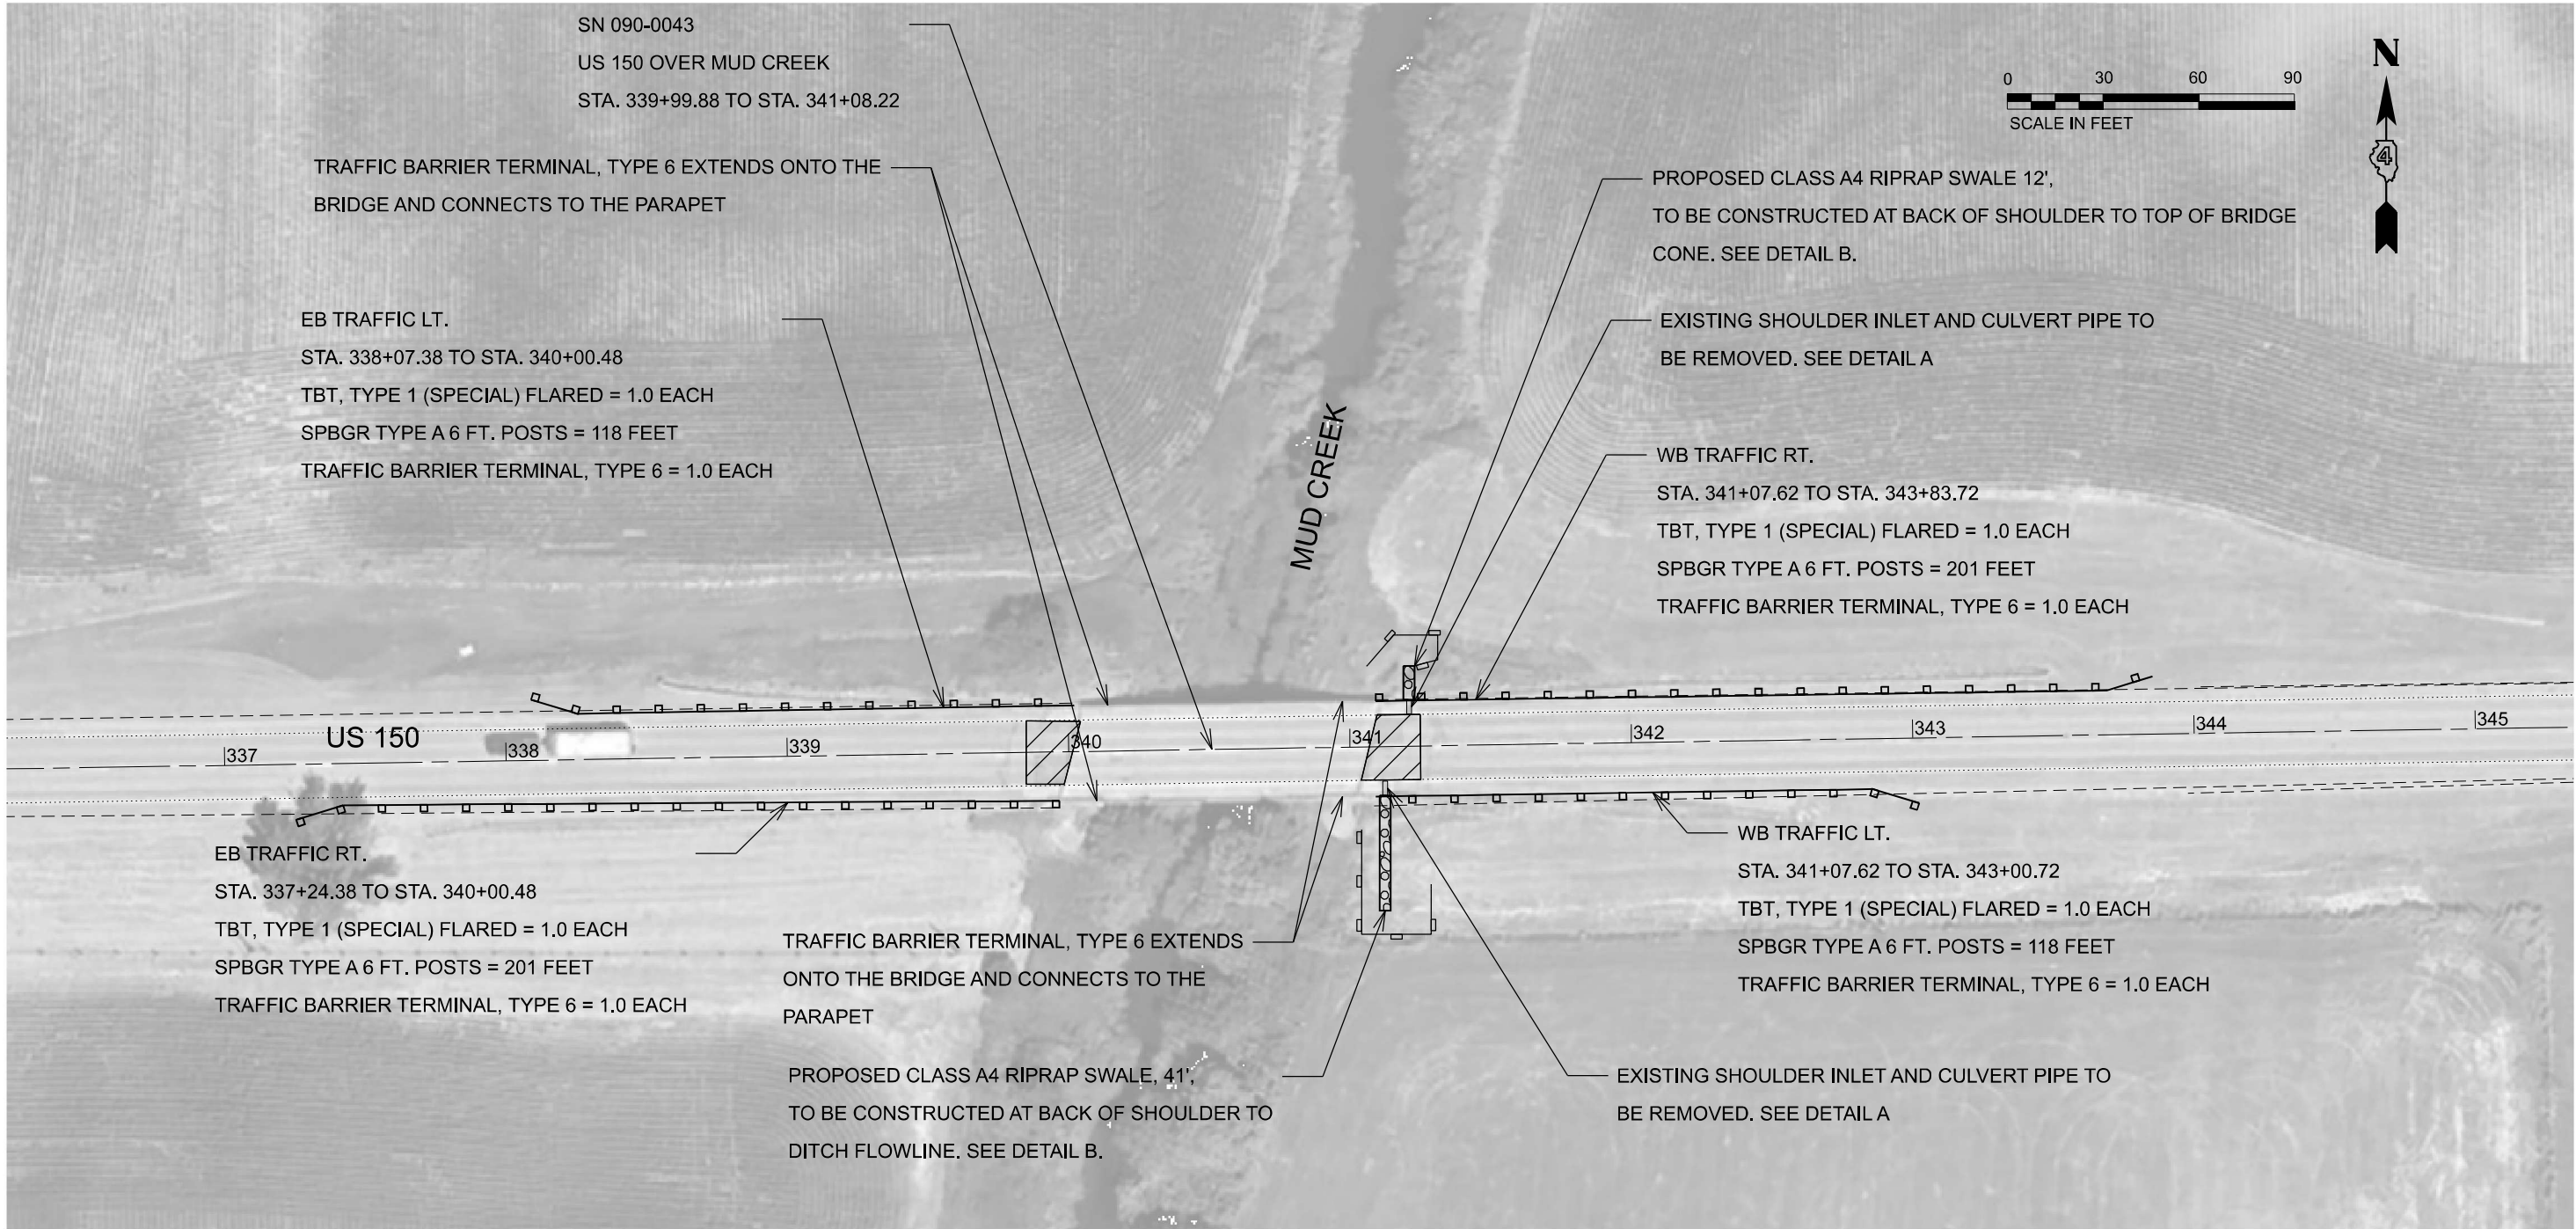 SN 090-0043
US 150 OVER MUD CREEK
STA. 339+99.88 TO STA. 341+08.22
TRAFFIC BARRIER TERMINAL, TYPE 6 EXTENDS ONTO THE
BRIDGE AND CONNECTS TO THE PARAPET
EB TRAFFIC LT.
STA. 338+07.38 TO STA. 340+00.48
TBT, TYPE 1 (SPECIAL) FLARED = 1.0 EACH
SPBGR TYPE A 6 FT. POSTS = 118 FEET
TRAFFIC BARRIER TERMINAL, TYPE 6 = 1.0 EACH
0 30 60 90
SCALE IN FEET
N
4
PROPOSED CLASS A4 RIPRAP SWALE 12',
TO BE CONSTRUCTED AT BACK OF SHOULDER TO TOP OF BRIDGE
CONE. SEE DETAIL B.
EXISTING SHOULDER INLET AND CULVERT PIPE TO
BE REMOVED. SEE DETAIL A
WB TRAFFIC RT.
STA. 341+07.62 TO STA. 343+83.72
TBT, TYPE 1 (SPECIAL) FLARED = 1.0 EACH
SPBGR TYPE A 6 FT. POSTS = 201 FEET
TRAFFIC BARRIER TERMINAL, TYPE 6 = 1.0 EACH
MUD CREEK
US 150
337 338 339 340 341 342 343 344 345
EB TRAFFIC RT.
STA. 337+24.38 TO STA. 340+00.48
TBT, TYPE 1 (SPECIAL) FLARED = 1.0 EACH
SPBGR TYPE A 6 FT. POSTS = 201 FEET
TRAFFIC BARRIER TERMINAL, TYPE 6 = 1.0 EACH
TRAFFIC BARRIER TERMINAL, TYPE 6 EXTENDS
ONTO THE BRIDGE AND CONNECTS TO THE
PARAPET
PROPOSED CLASS A4 RIPRAP SWALE, 41',
TO BE CONSTRUCTED AT BACK OF SHOULDER TO
DITCH FLOWLINE. SEE DETAIL B.
WB TRAFFIC LT.
STA. 341+07.62 TO STA. 343+00.72
TBT, TYPE 1 (SPECIAL) FLARED = 1.0 EACH
SPBGR TYPE A 6 FT. POSTS = 118 FEET
TRAFFIC BARRIER TERMINAL, TYPE 6 = 1.0 EACH
EXISTING SHOULDER INLET AND CULVERT PIPE TO
BE REMOVED. SEE DETAIL A